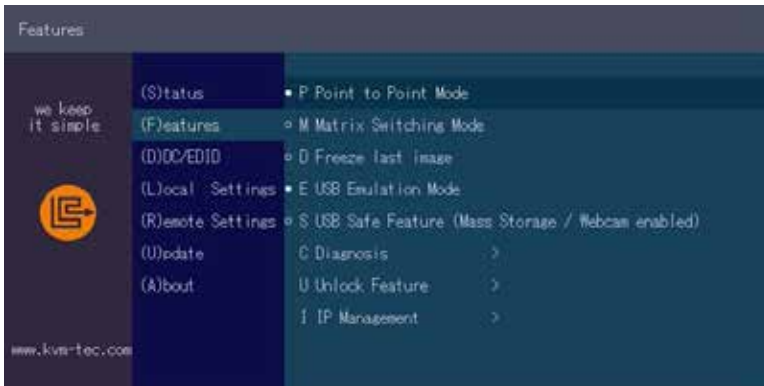 Features
we keep
it simple
www.kvm-tec.com
(S)tatus
(F)eatures
(D)DC/EDID
(L)ocal Settings
(R)emote Settings
(U)pdate
(A)bout
P Point to Point Mode
M Matrix Switching Mode
D Freeze last image
E USB Emulation Mode
S USB Safe Feature (Mass Storage / Webcam enabled)
C Diagnosis >
U Unlock Feature >
I IP Management >